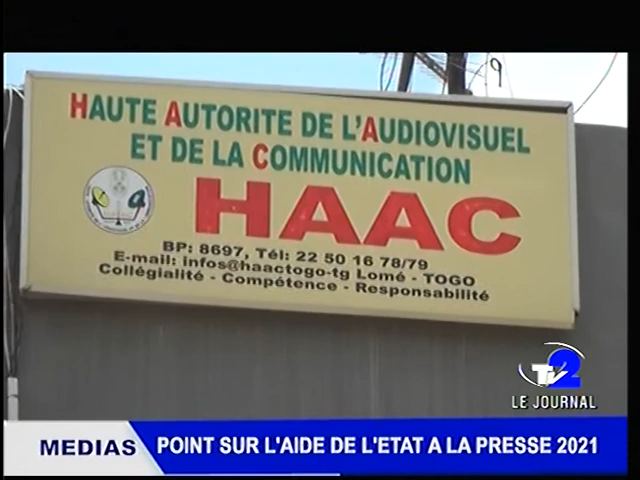 HAUTE AUTORITE DE L'AUDIOVISUEL
ET DE LA COMMUNICATION
HAAC
BP: 8697, Tél: 22 50 16 78/79
E-mail: infos@haactogo-tg Lomé - TOGO
Collégialité - Compétence - Responsabilité
TV2
LE JOURNAL
MEDIAS
POINT SUR L'AIDE DE L'ETAT A LA PRESSE 2021